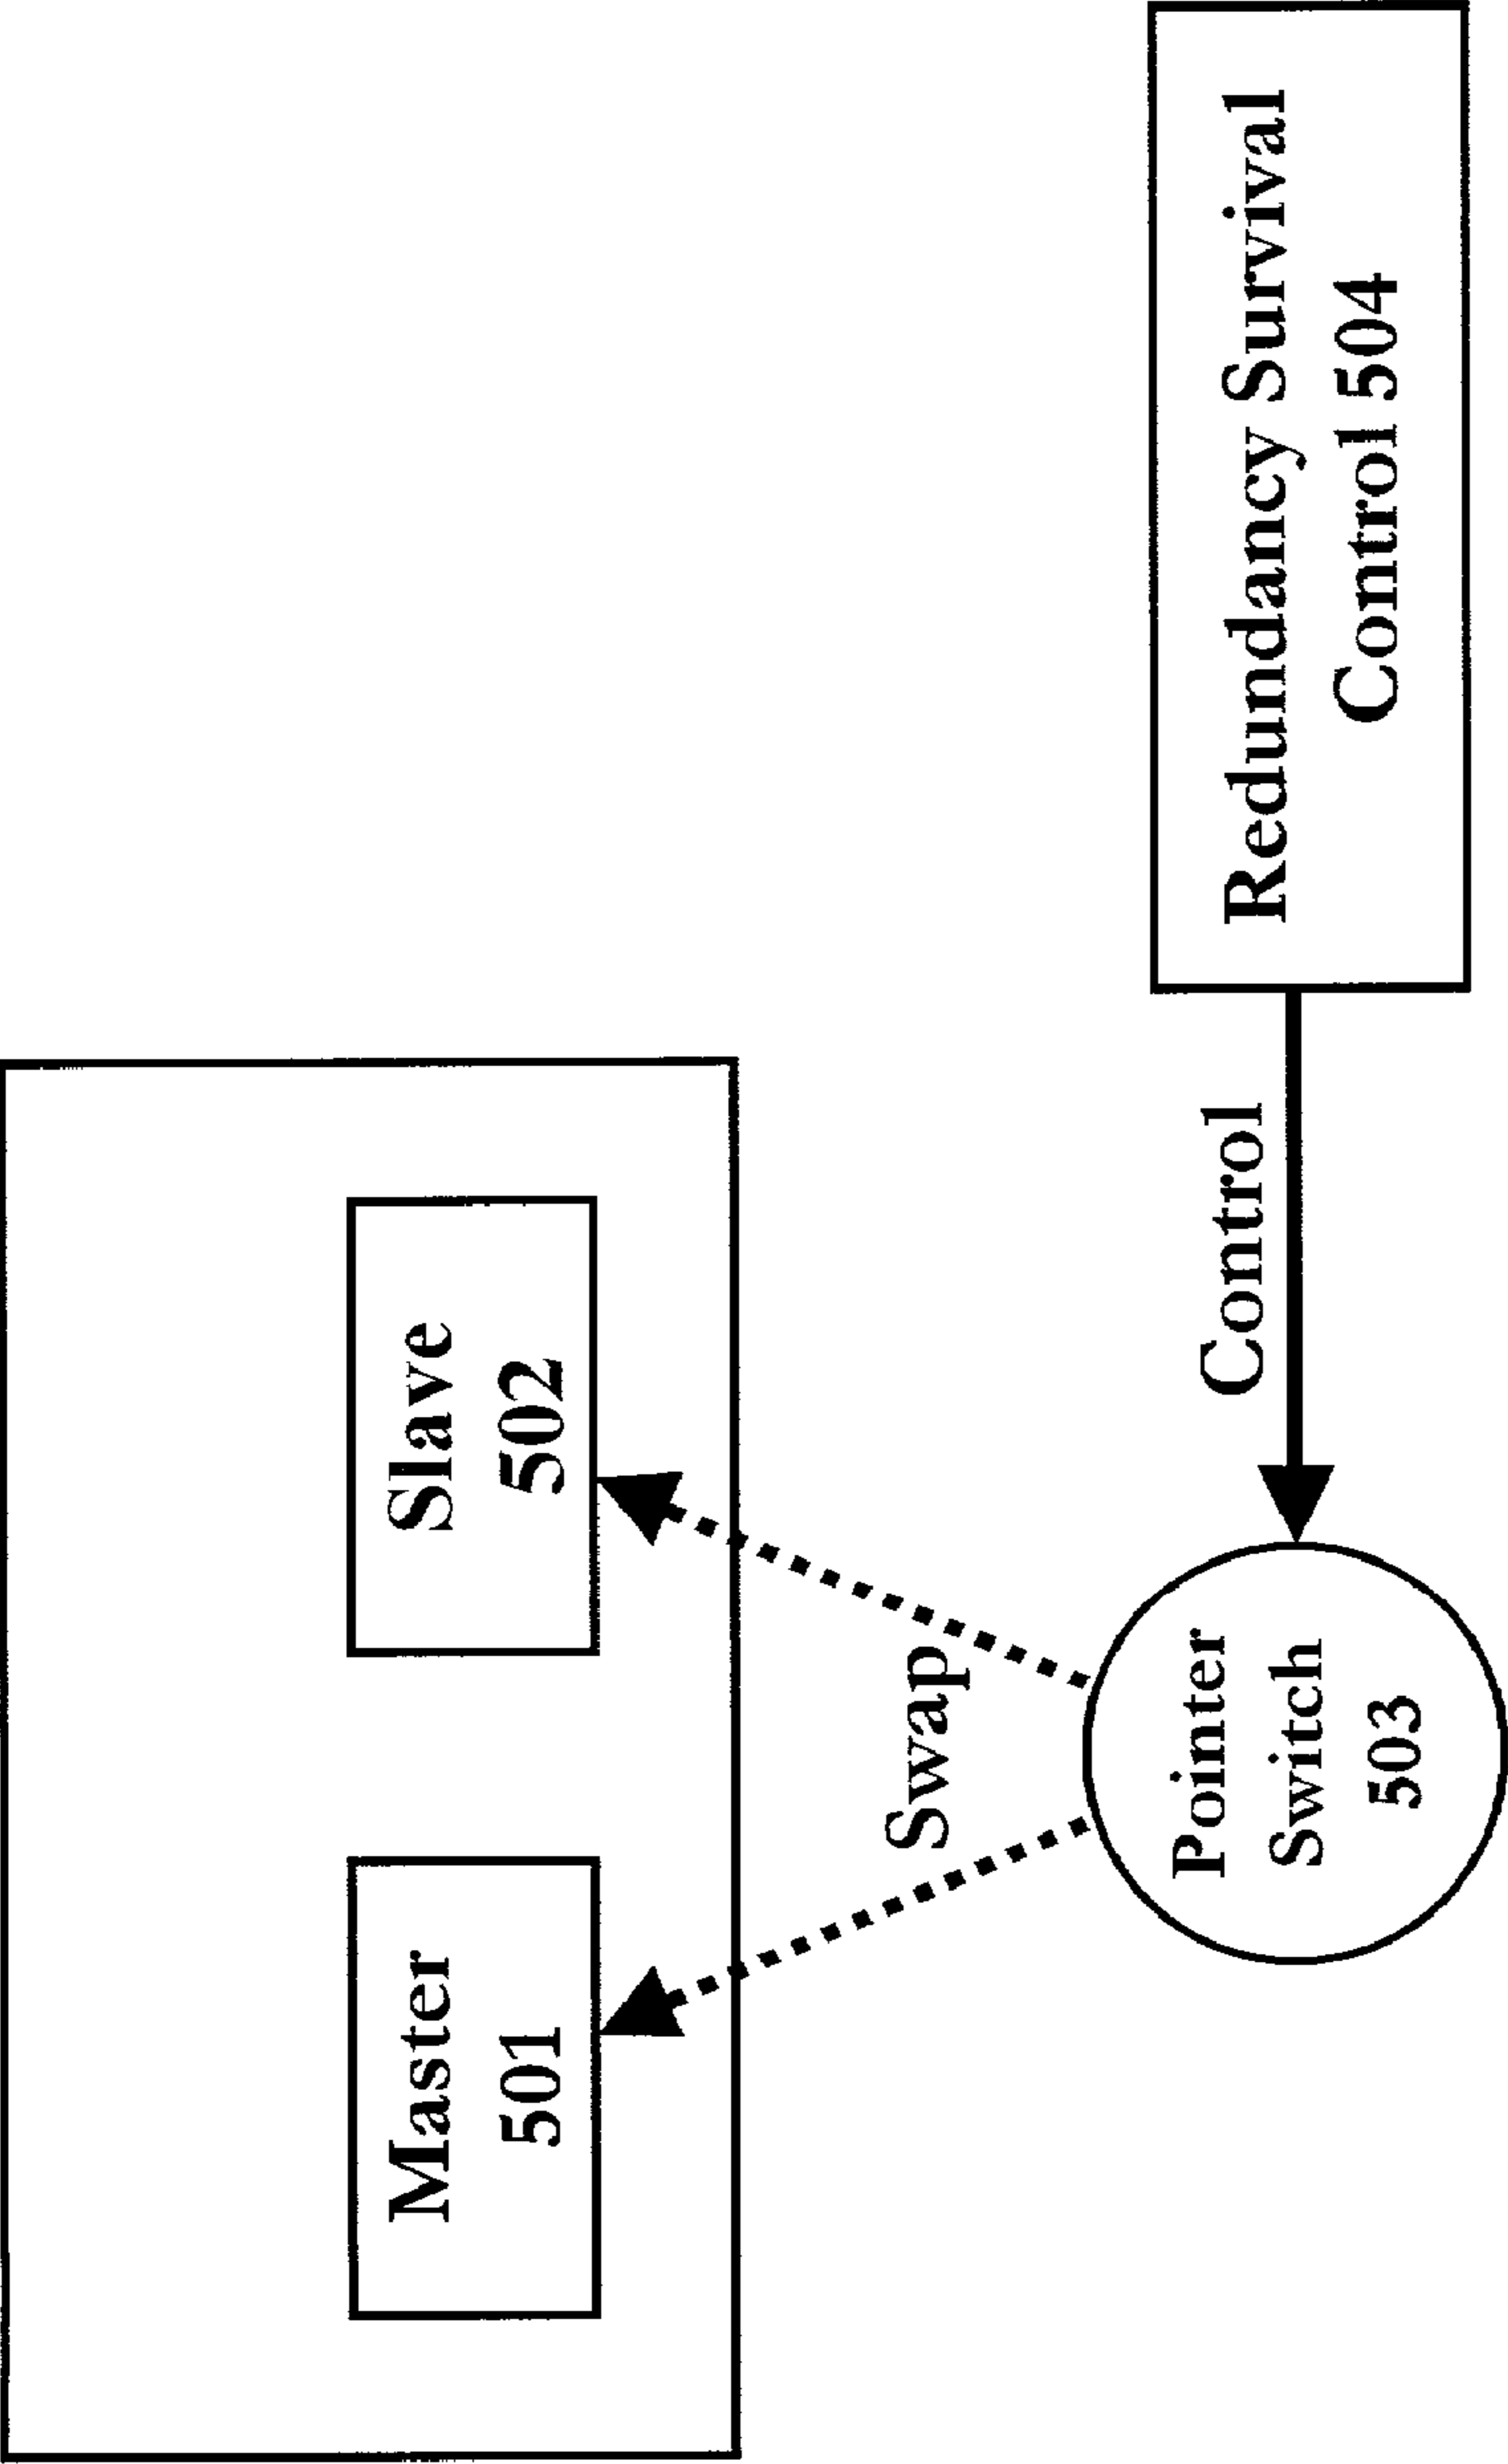 Master
501
Slave
502
Swap
Pointer
Switch
503
Control
Redundancy Survival
Control 504